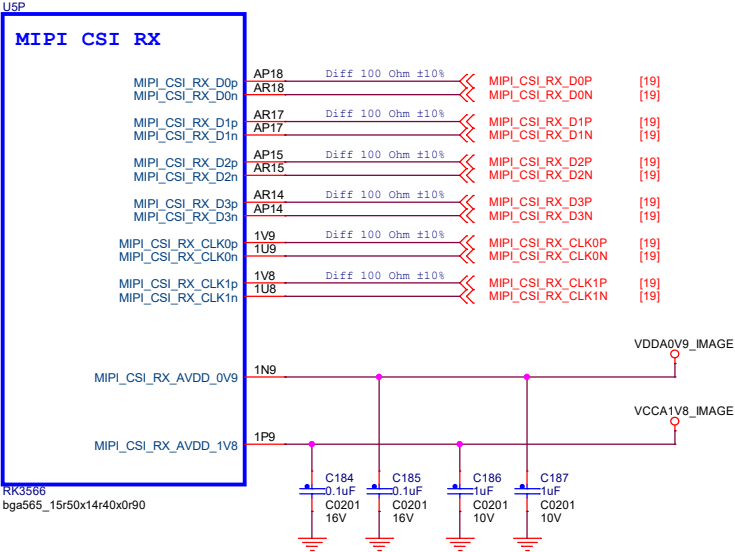 U5P
MIPI CSI RX
MIPI_CSI_RX_D0p AP18 Diff 100 Ohm ±10% MIPI_CSI_RX_D0P [19]
MIPI_CSI_RX_D0n AR18 MIPI_CSI_RX_D0N [19]
MIPI_CSI_RX_D1p AR17 Diff 100 Ohm ±10% MIPI_CSI_RX_D1P [19]
MIPI_CSI_RX_D1n AP17 MIPI_CSI_RX_D1N [19]
MIPI_CSI_RX_D2p AP15 Diff 100 Ohm ±10% MIPI_CSI_RX_D2P [19]
MIPI_CSI_RX_D2n AR15 MIPI_CSI_RX_D2N [19]
MIPI_CSI_RX_D3p AR14 Diff 100 Ohm ±10% MIPI_CSI_RX_D3P [19]
MIPI_CSI_RX_D3n AP14 MIPI_CSI_RX_D3N [19]
MIPI_CSI_RX_CLK0p 1V9 Diff 100 Ohm ±10% MIPI_CSI_RX_CLK0P [19]
MIPI_CSI_RX_CLK0n 1U9 MIPI_CSI_RX_CLK0N [19]
MIPI_CSI_RX_CLK1p 1V8 Diff 100 Ohm ±10% MIPI_CSI_RX_CLK1P [19]
MIPI_CSI_RX_CLK1n 1U8 MIPI_CSI_RX_CLK1N [19]
VDDA0V9_IMAGE
MIPI_CSI_RX_AVDD_0V9 1N9
VCCA1V8_IMAGE
MIPI_CSI_RX_AVDD_1V8 1P9
C184 C185 C186 C187
0.1uF 0.1uF 1uF 1uF
C0201 C0201 C0201 C0201
16V 16V 10V 10V
RK3566
bga565_15r50x14r40x0r90